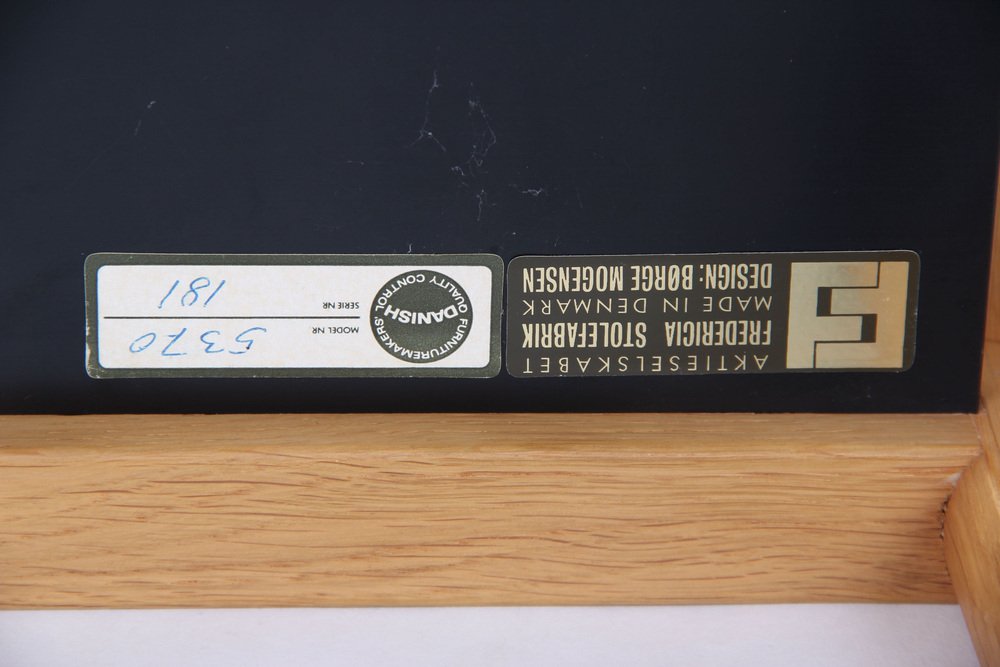 AKTIESELSKABET
FREDERICIA STOLEFABRIK
MADE IN DENMARK
DESIGN: BØRGE MOGENSEN
DANISH
FURNITUREMAKERS'
QUALITY CONTROL
MODEL NR 5370
SERIE NR 181